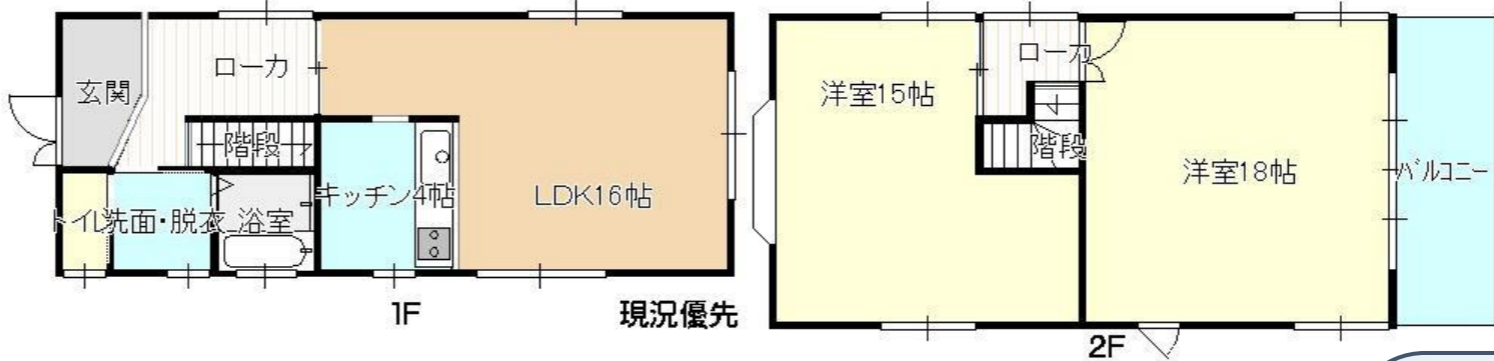 玄関
ローカ
階段
トイレ
洗面・脱衣
浴室
キッチン4帖
LDK16帖
1F
現況優先
洋室15帖
ローカ
階段
洋室18帖
バルコニー
2F